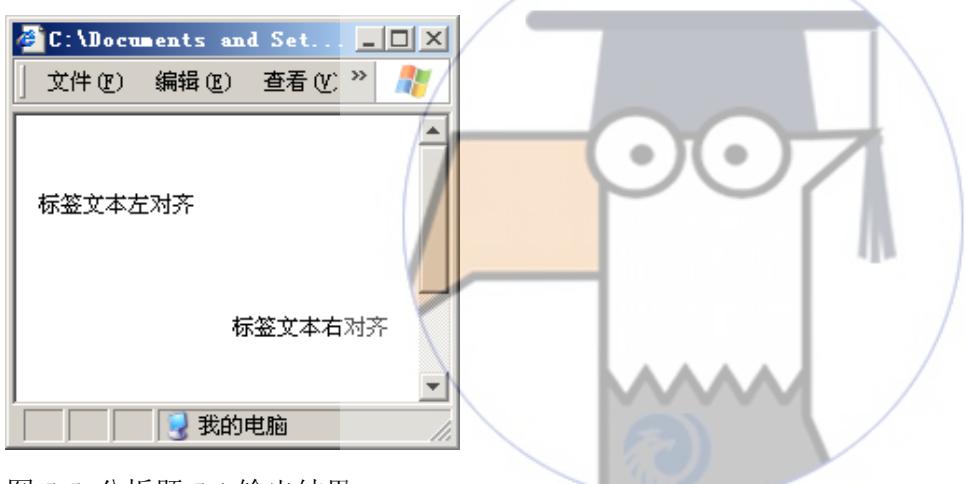 C:\Documents and Set...
文件(F) 编辑(E) 查看(V) »
标签文本左对齐
标签文本右对齐
我的电脑